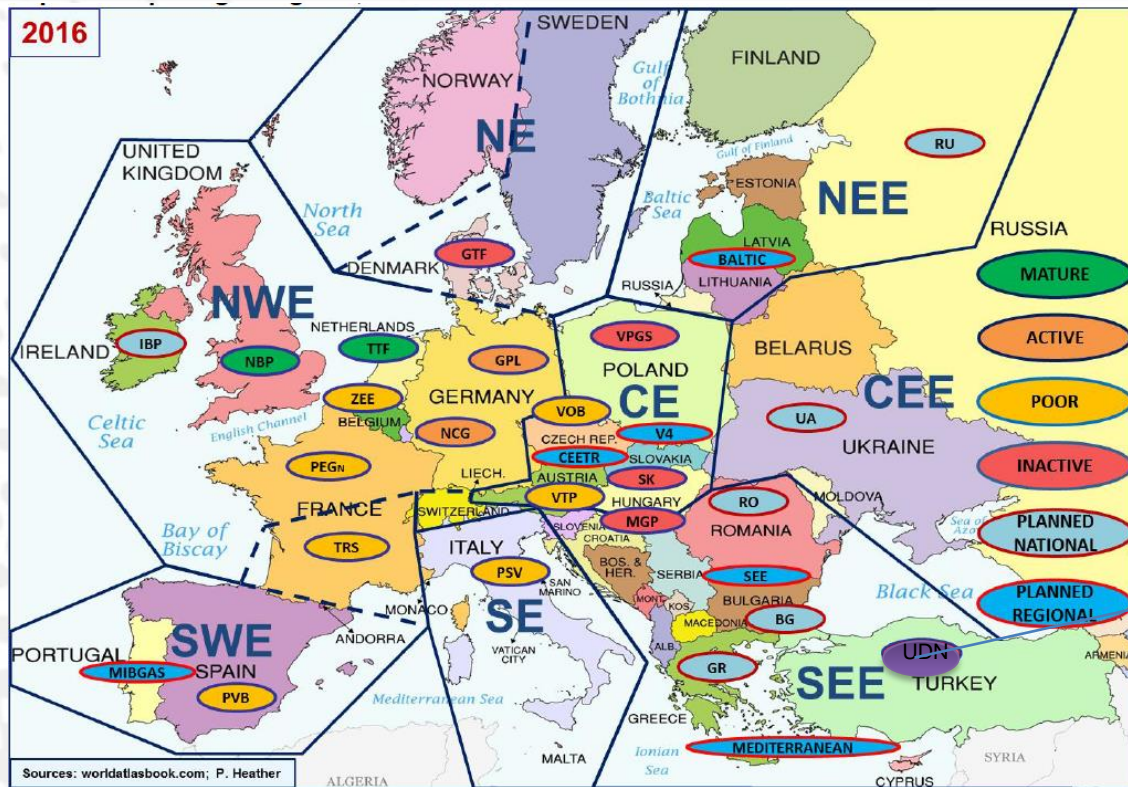 2016
SWEDEN
FINLAND
NORWAY
Gulf
of
Bothnia
NE
UNITED
KINGDOM
RU
Gulf of Finland
ESTONIA
NEE
Baltic
Sea
North
Sea
RUSSIA
LATVIA
BALTIC
LITHUANIA
MATURE
GTF
DENMARK
RUSSIA
NWE
NETHERLANDS
IRELAND
IBP
NBP
TTF
GPL
VPGS
POLAND
BELARUS
ACTIVE
ZEE
GERMANY
VOB
CE
CEE
POOR
Celtic
Sea
English Channel
BELGIUM
NCG
CZECH REP.
V4
UA
UKRAINE
CEETR
SLOVAKIA
PEGN
LIECH.
AUSTRIA
SK
INACTIVE
VTP
HUNGARY
RO
MOLDOVA
FRANCE
SWITZERLAND
MGP
ROMANIA
Sea of
Azo
PLANNED
NATIONAL
Bay of
Biscay
TRS
ITALY
SLOVENIA
CROATIA
BOS. &
HER.
SERBIA
SEE
PSV
SAN
MARINO
MONT.
KOS.
BULGARIA
Black Sea
PLANNED
REGIONAL
MONACO
SE
MACEDONIA
BG
SWE
ANDORRA
VATICAN
CITY
ALB.
UDN
ARMENIA
PORTUGAL
MIBGAS
SPAIN
PVB
GR
SEE
TURKEY
Mediterranean Sea
GREECE
MEDITERRANEAN
MALTA
Ionian
Sea
SYRIA
CYPRUS
Sources: worldatlasbook.com; P. Heather
ALGERIA